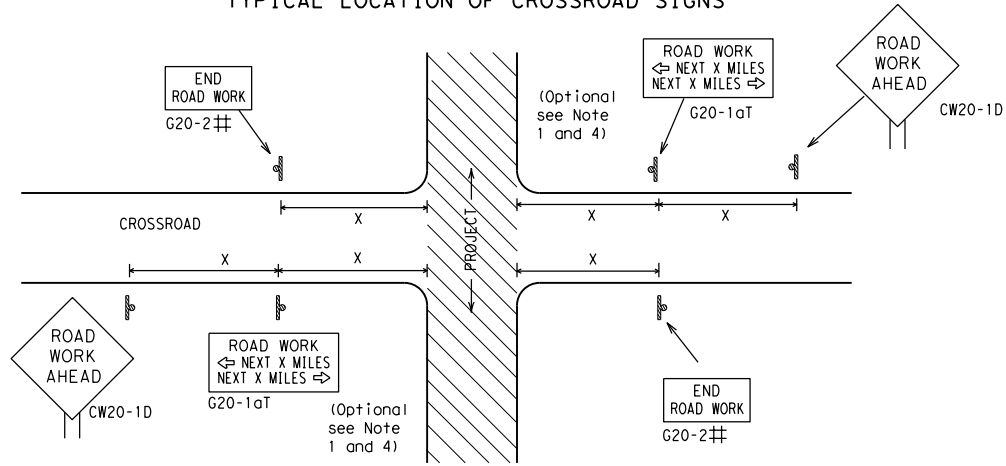 TYPICAL LOCATION OF CROSSROAD SIGNS
END
ROAD WORK
G20-2#
ROAD WORK
⇦ NEXT X MILES
NEXT X MILES ⇨
G20-1aT
(Optional
see Note
1 and 4)
ROAD
WORK
AHEAD
CW20-1D
X
X
X
CROSSROAD
PROJECT
X
X
X
ROAD
WORK
AHEAD
CW20-1D
ROAD WORK
⇦ NEXT X MILES
NEXT X MILES ⇨
G20-1aT
(Optional
see Note
1 and 4)
END
ROAD WORK
G20-2#